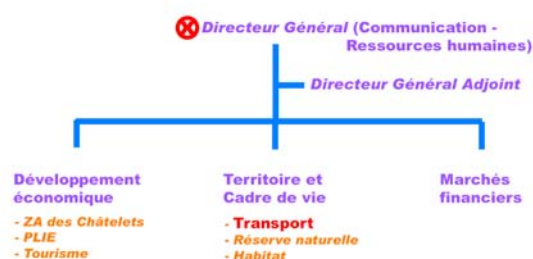 Directeur Général (Communication -
Ressources humaines)
Directeur Général Adjoint
Développement
économique
- ZA des Châtelets
- PLIE
- Tourisme
Territoire et
Cadre de vie
- Transport
- Réserve naturelle
- Habitat
Marchés
financiers